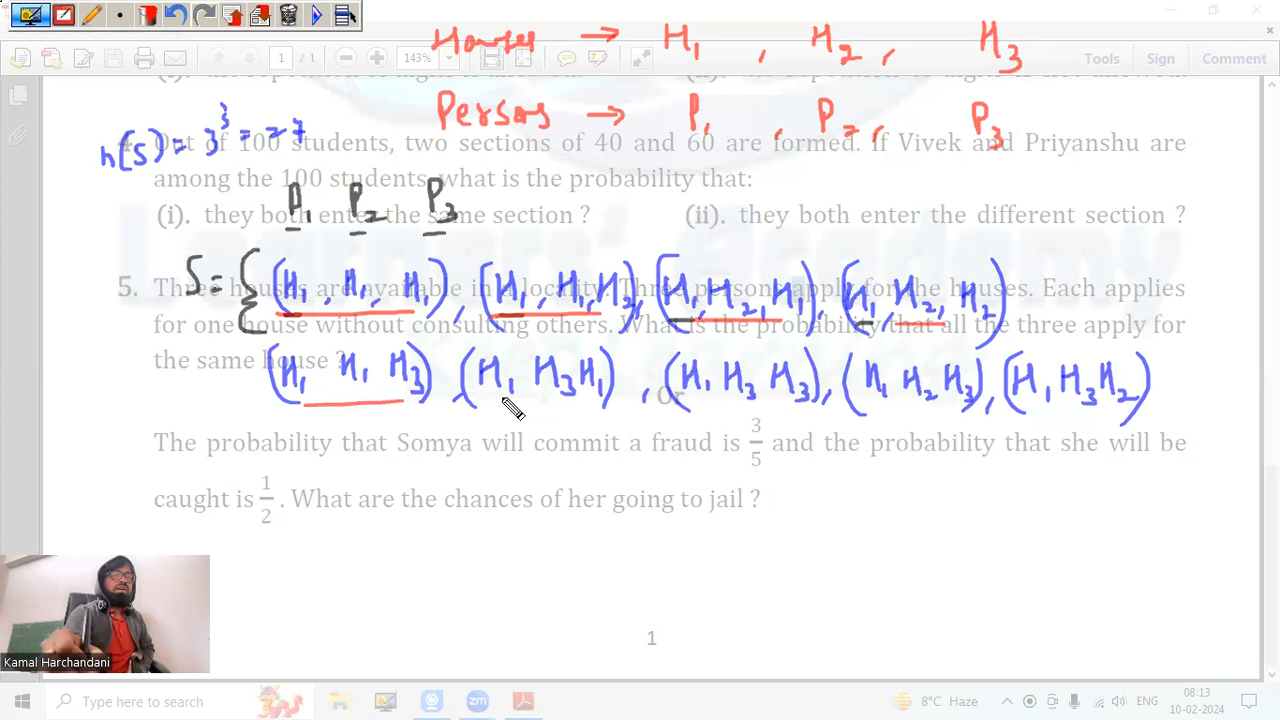 Houses → H1 , H2 , H3
143%
1 / 1
Tools
Sign
Comment
Persons → P1 , P2 , P3
n(S) = 3^3 = 27
Out of 100 students, two sections of 40 and 60 are formed. If Vivek and Priyanshu are
among the 100 students, what is the probability that:
P1 P2 P3
(i). they both enter the same section ? (ii). they both enter the different section ?
S = { (H1, H1, H1), (H1, H1, H2), (H1, H2, H1), (H1, H2, H2)
5. Three houses are available in a locality. Three persons apply for the houses. Each applies
for one house without consulting others. What is the probability that all the three apply for
the same house ?
(H1 H1 H3), (H1 H3 H1), (H1 H3 H3), (H1 H2 H3), (H1 H3 H2)
Or
The probability that Somya will commit a fraud is 3/5 and the probability that she will be
caught is 1/2 . What are the chances of her going to jail ?
1
Kamal Harchandani
Type here to search
8°C Haze
ENG
08:13
10-02-2024